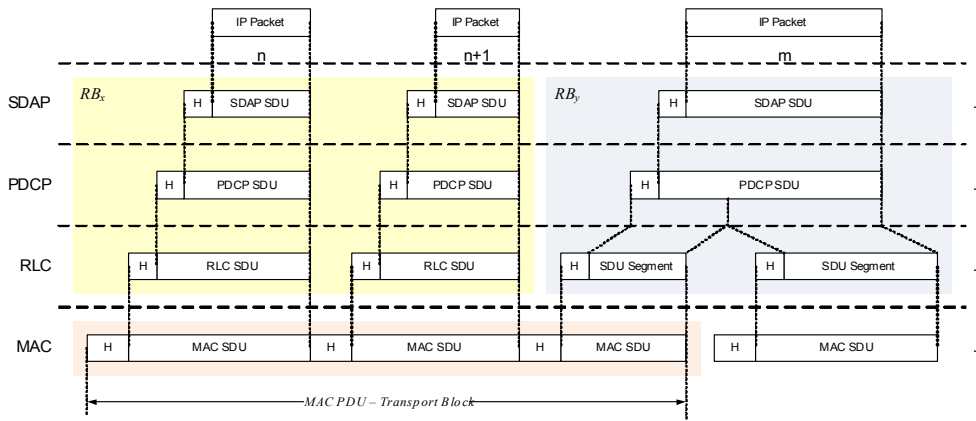 IP Packet IP Packet IP Packet
n n+1 m
RBx RBy
SDAP H SDAP SDU H SDAP SDU H SDAP SDU
PDCP H PDCP SDU H PDCP SDU H PDCP SDU
RLC H RLC SDU H RLC SDU H SDU Segment H SDU Segment
MAC H MAC SDU H MAC SDU H MAC SDU H MAC SDU
MAC PDU – Transport Block